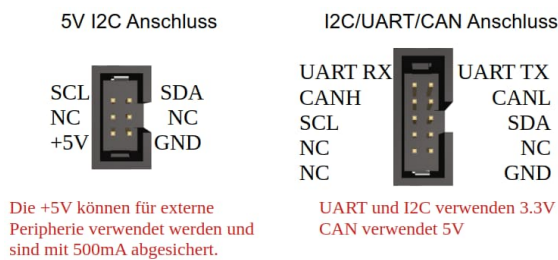 5V I2C Anschluss
I2C/UART/CAN Anschluss
SCL SDA
NC NC
+5V GND
UART RX UART TX
CANH CANL
SCL SDA
NC NC
NC GND
Die +5V können für externe
Peripherie verwendet werden und
sind mit 500mA abgesichert.
UART und I2C verwenden 3.3V
CAN verwendet 5V